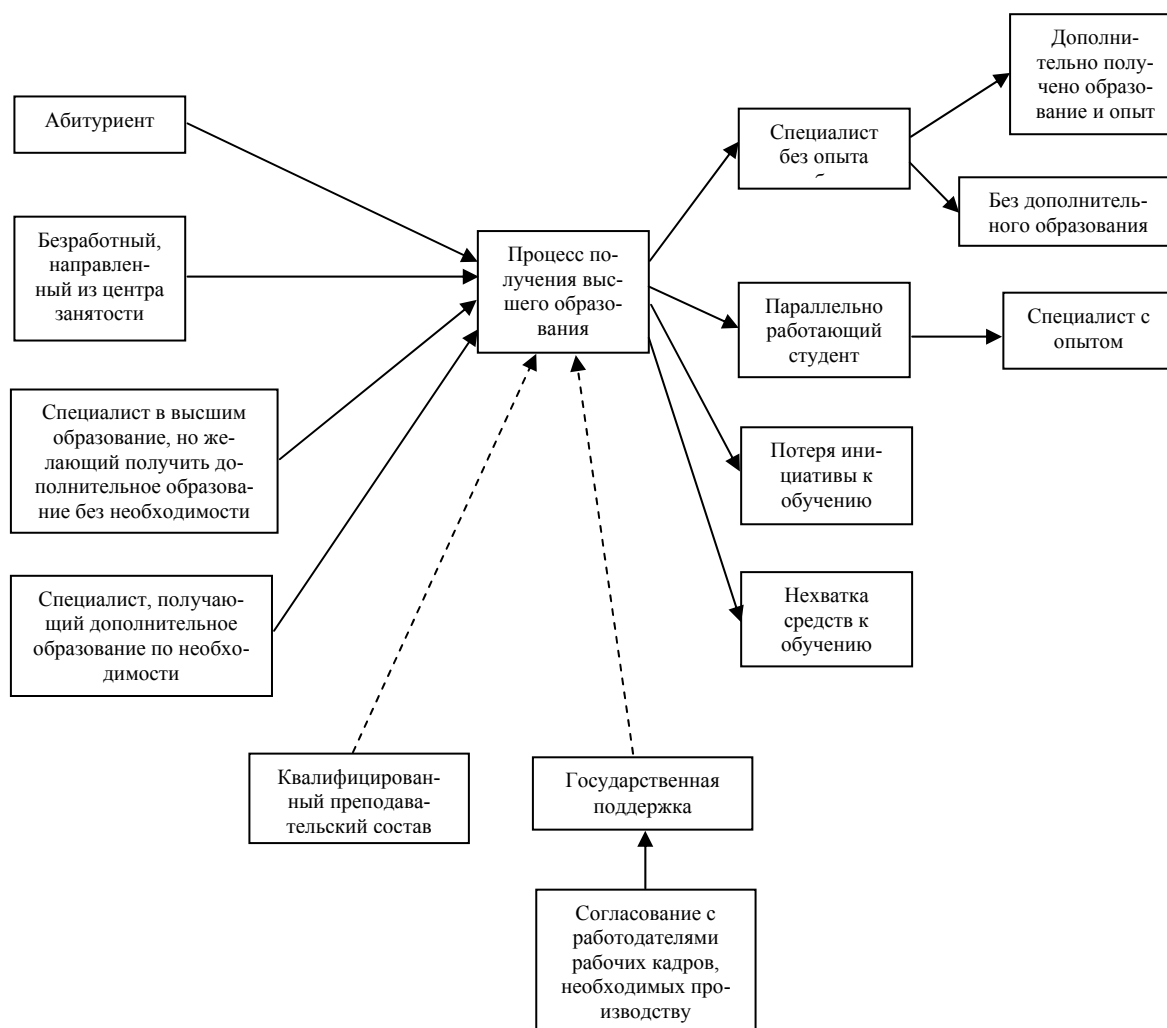 Абитуриент
Безработный,
направлен-
ный из центра
занятости
Специалист в высшим
образование, но же-
лающий получить до-
полнительное образова-
ние без необходимости
Специалист, получаю-
щий дополнительное
образование по необхо-
димости
Процесс по-
лучения выс-
шего образо-
вания
Квалифицирован-
ный преподава-
тельский состав
Государственная
поддержка
Согласование с
работодателями
рабочих кадров,
необходимых про-
изводству
Специалист
без опыта
Параллельно
работающий
студент
Потеря ини-
циативы к
обучению
Нехватка
средств к
обучению
Дополни-
тельно полу-
чено образо-
вание и опыт
Без дополнитель-
ного образования
Специалист с
опытом